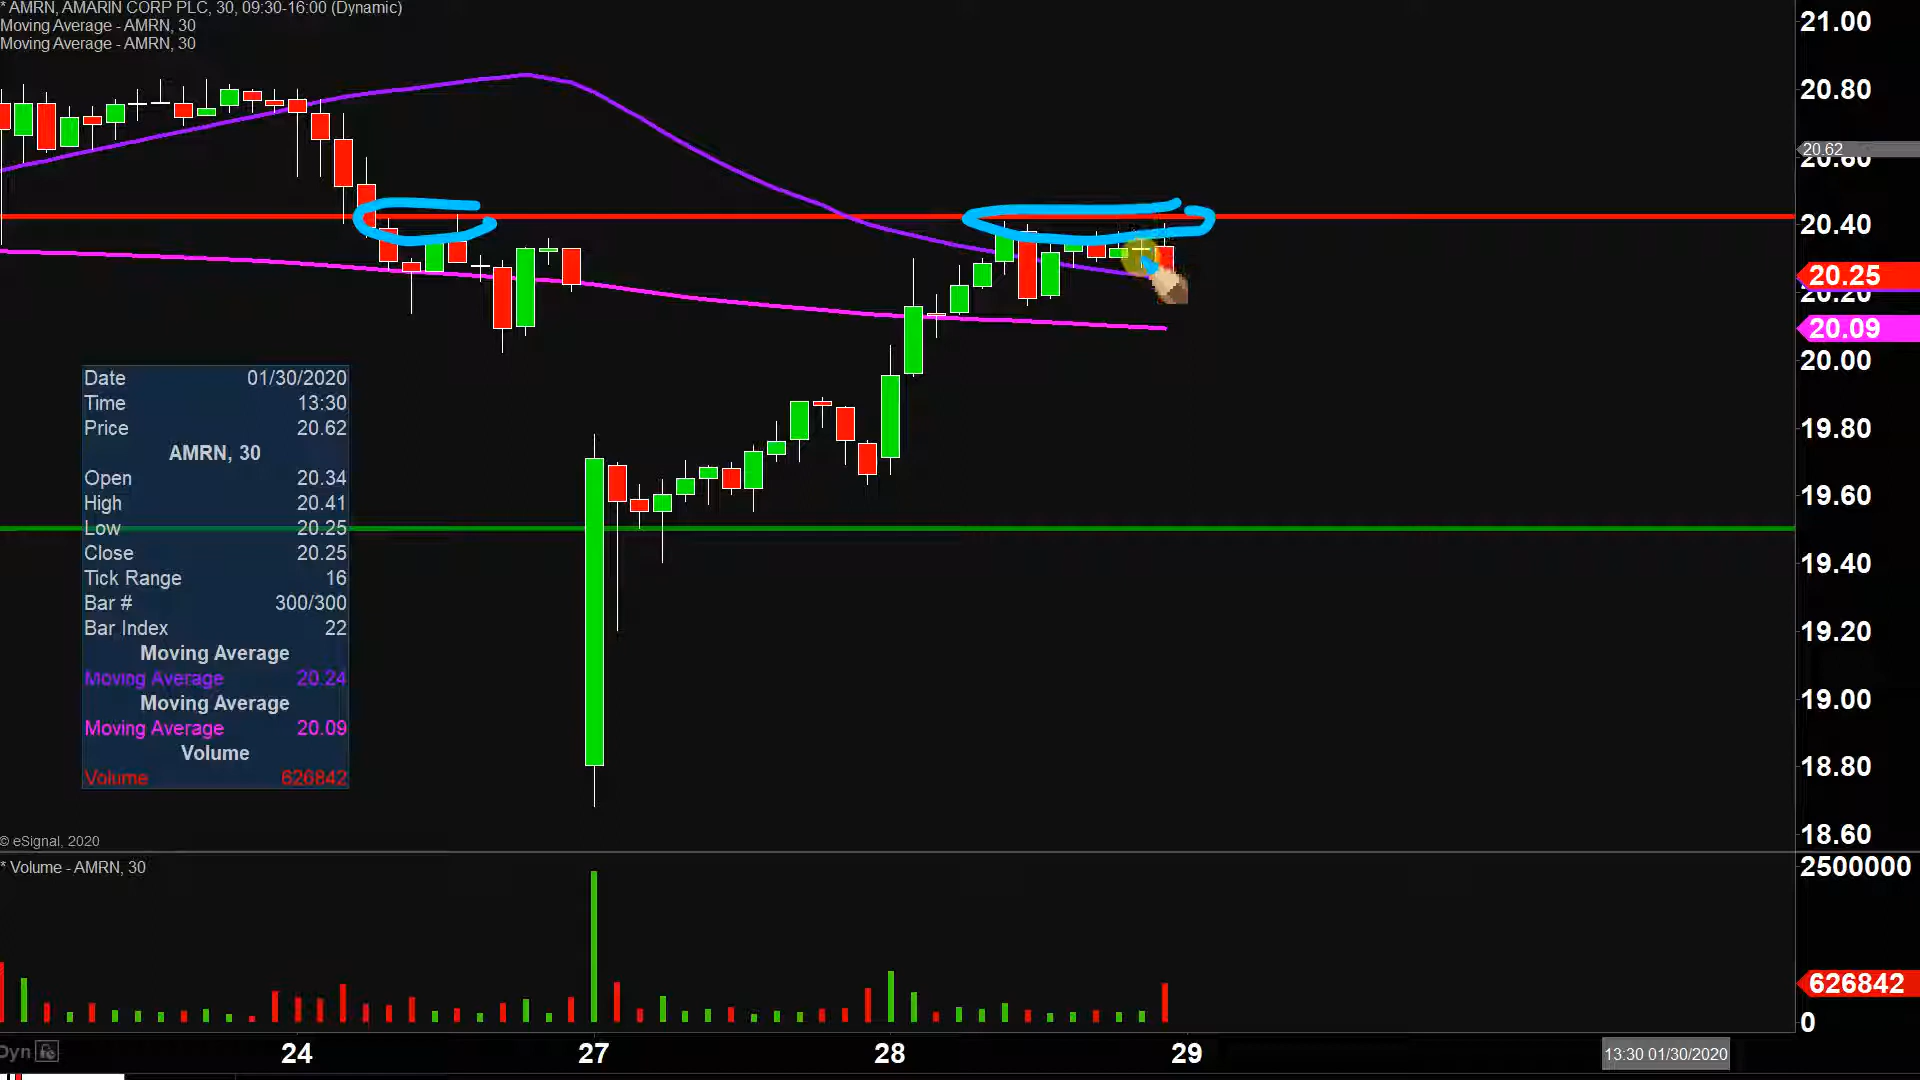 * AMRN, AMARIN CORP PLC, 30, 09:30-16:00 (Dynamic)
Moving Average - AMRN, 30
Moving Average - AMRN, 30
21.00
20.80
20.62
20.60
20.40
20.25
20.20
20.09
20.00
19.80
19.60
19.40
19.20
19.00
18.80
18.60
Date 01/30/2020
Time 13:30
Price 20.62
AMRN, 30
Open 20.34
High 20.41
Low 20.25
Close 20.25
Tick Range 16
Bar # 300/300
Bar Index 22
Moving Average
Moving Average 20.24
Moving Average
Moving Average 20.09
Volume
Volume 626842
© eSignal, 2020
* Volume - AMRN, 30
2500000
626842
0
Dyn 24 27 28 29 13:30 01/30/2020